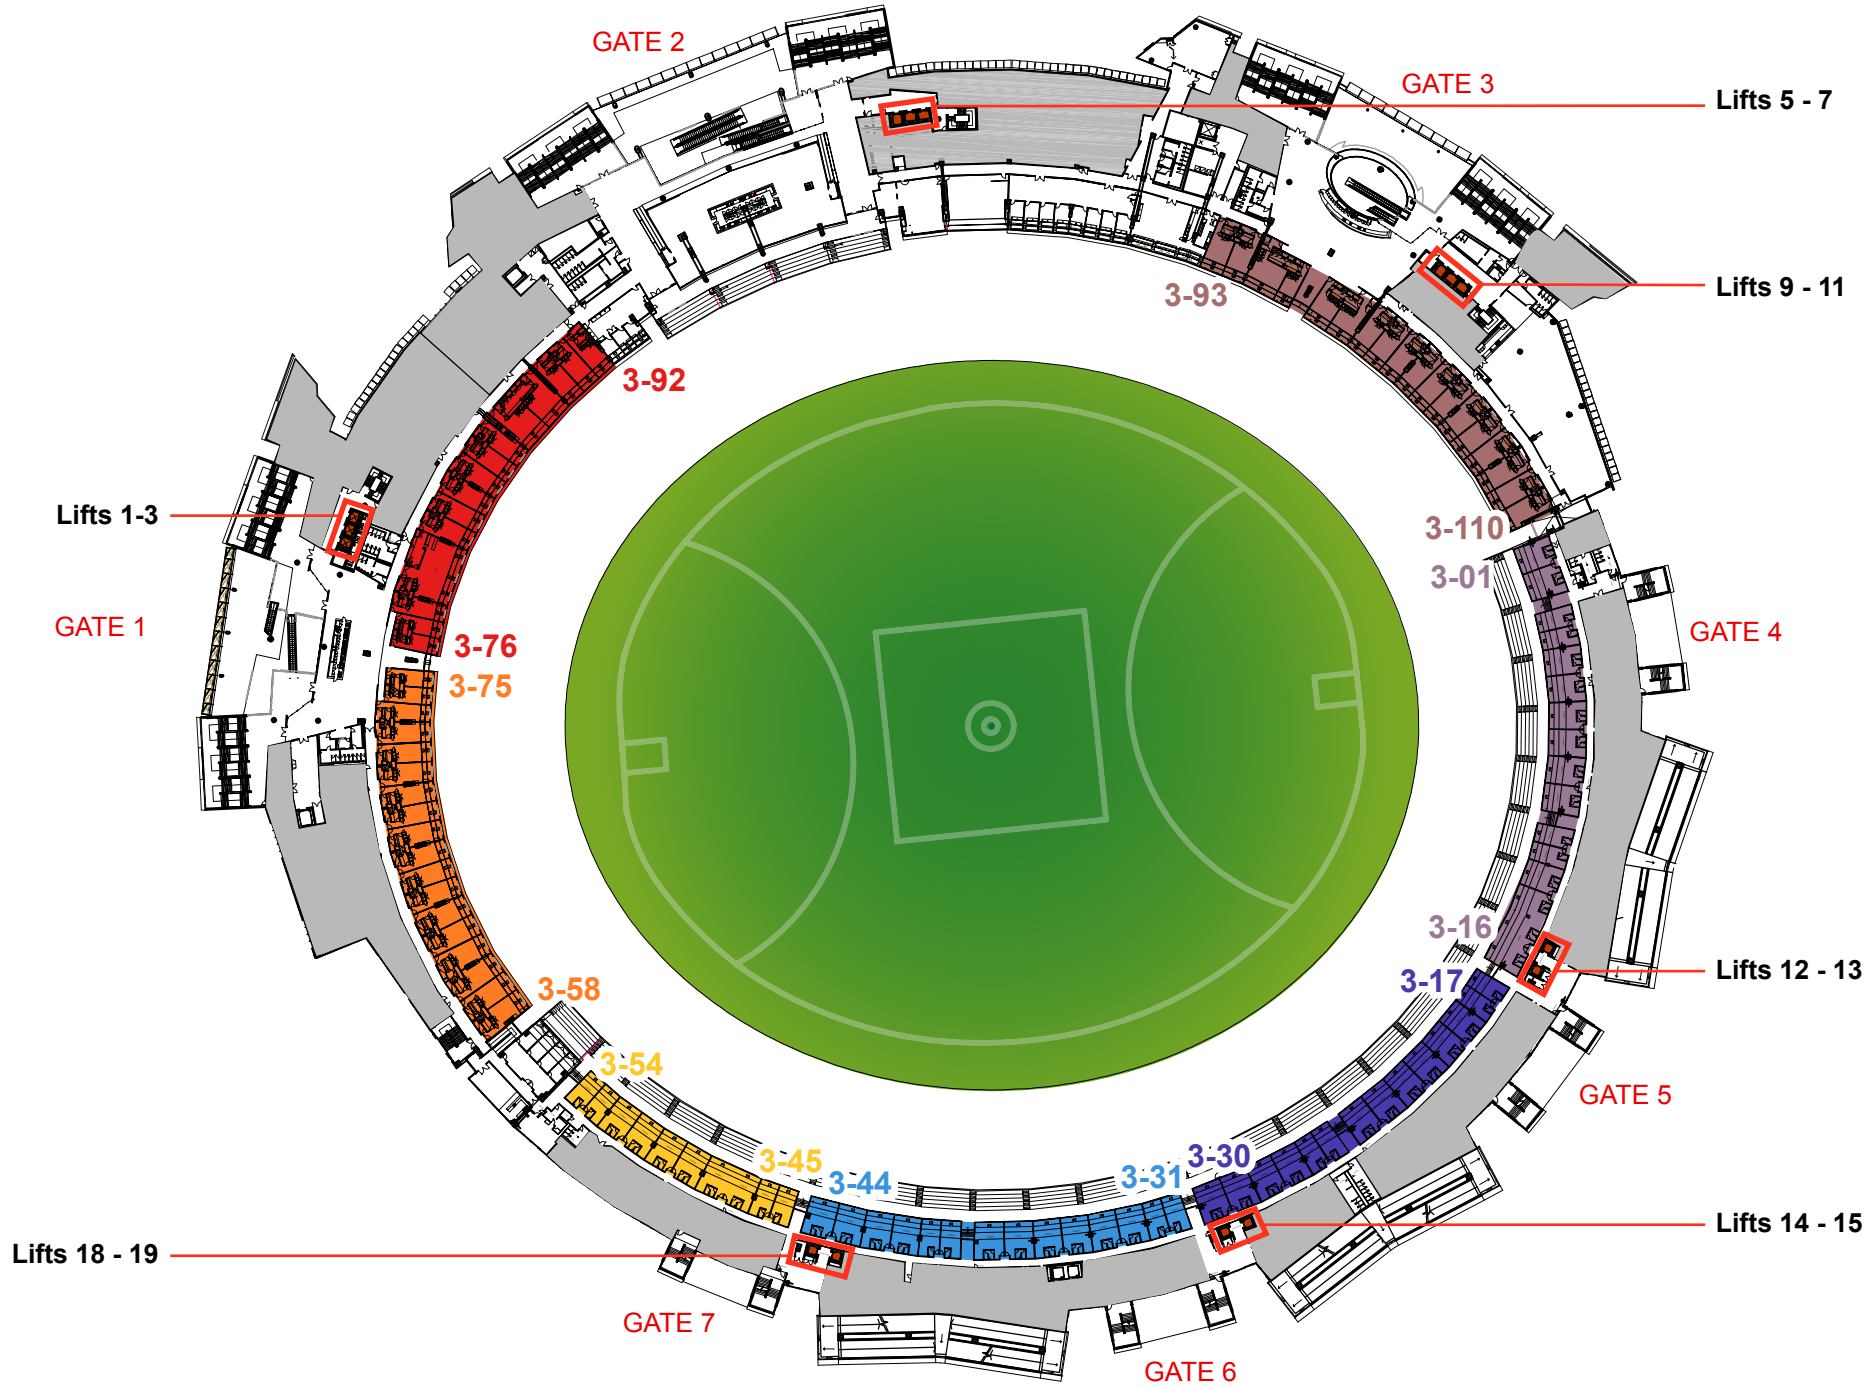 GATE 2
GATE 3
Lifts 5 - 7
Lifts 9 - 11
3-93
3-92
Lifts 1-3
3-110
3-01
GATE 1
GATE 4
3-76
3-75
3-16
Lifts 12 - 13
3-17
3-58
3-54
GATE 5
3-45
3-30
3-44
3-31
Lifts 14 - 15
Lifts 18 - 19
GATE 7
GATE 6